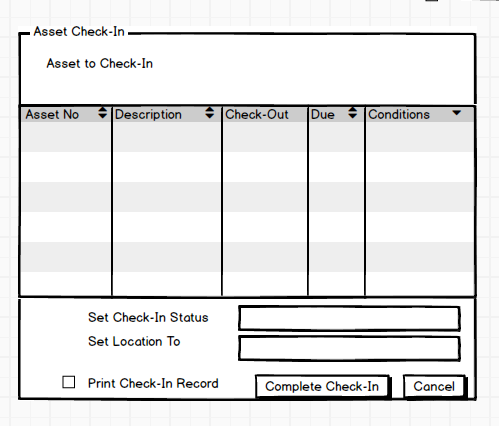 Asset Check-In
Asset to Check-In
Asset No Description Check-Out Due Conditions
Set Check-In Status
Set Location To
Print Check-In Record Complete Check-In Cancel